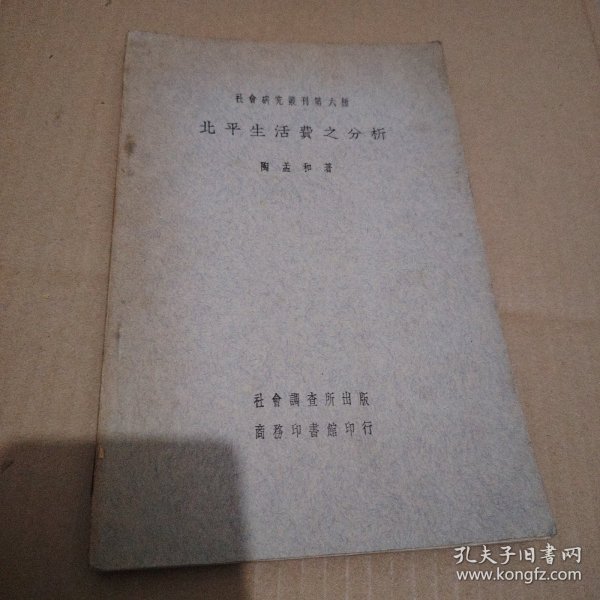 社會研究叢刊第六種
北平生活費之分析
陶孟和著
社會調查所出版
商務印書館印行
孔夫子旧书网
www.kongfz.com